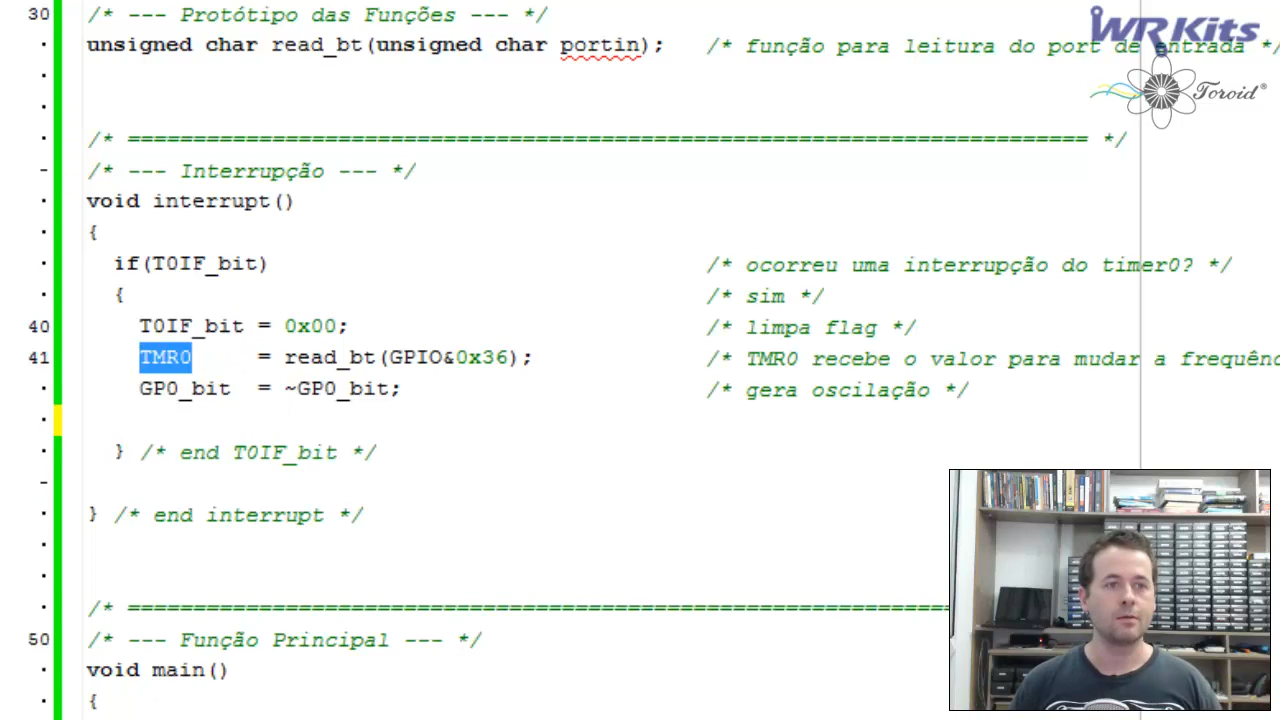 30 /* --- Protótipo das Funções --- */
unsigned char read_bt(unsigned char portin); /* função para leitura do port de entrada */
WRKits
Toroid®
/* ========================================================================= */
/* --- Interrupção --- */
void interrupt()
{
if(T0IF_bit) /* ocorreu uma interrupção do timer0? */
{ /* sim */
40 T0IF_bit = 0x00; /* limpa flag */
41 TMR0 = read_bt(GPIO&0x36); /* TMR0 recebe o valor para mudar a frequênc
GP0_bit = ~GP0_bit; /* gera oscilação */
} /* end T0IF_bit */
} /* end interrupt */
/* ===============================================================
50 /* --- Função Principal --- */
void main()
{